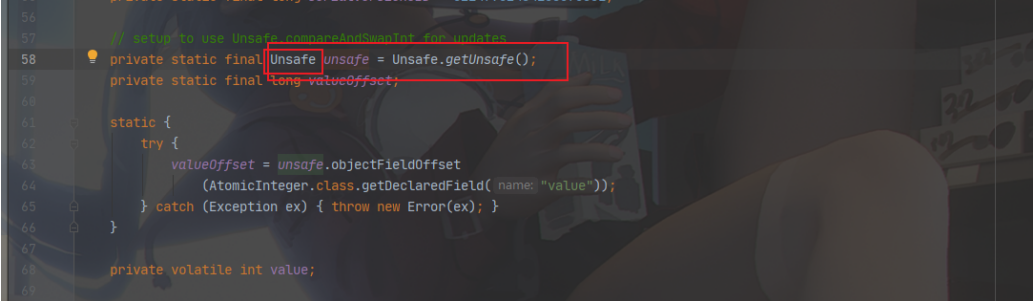 56
57 // setup to use Unsafe.compareAndSwapInt for updates
58 private static final Unsafe unsafe = Unsafe.getUnsafe();
59 private static final long valueOffset;
60
61 static {
62 try {
63 valueOffset = unsafe.objectFieldOffset
64 (AtomicInteger.class.getDeclaredField( name: "value"));
65 } catch (Exception ex) { throw new Error(ex); }
66 }
67
68 private volatile int value;
69